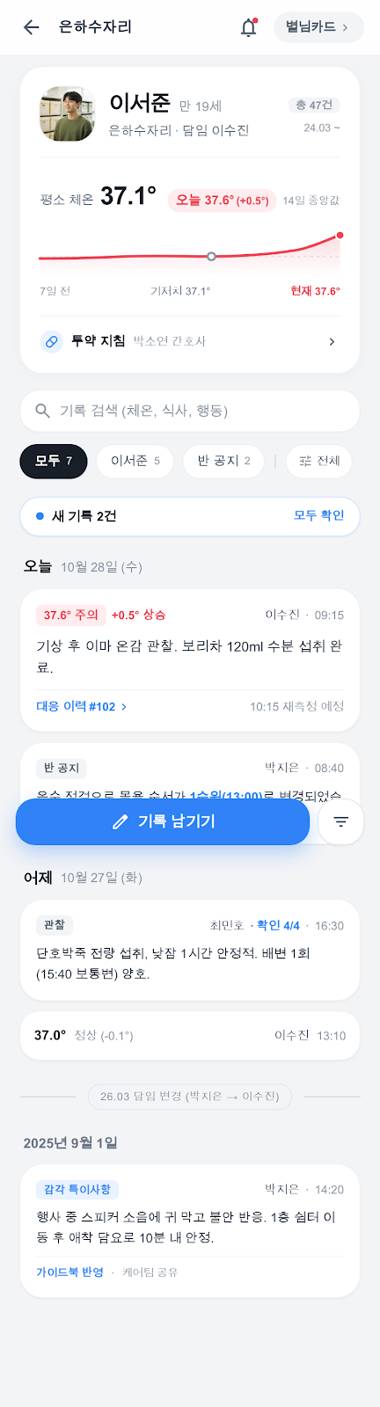 은하수자리
별님카드 >
이서준 만 19세
총 47건
은하수자리 · 담임 이수진
24.03 ~
평소 체온 37.1°
오늘 37.6° (+0.5°)
14일 중앙값
7일 전
37.1°
현재 37.6°
투약 지침 박소연 간호사 >
기록 검색 (체온, 식사, 행동)
모두 7
이서준 5
반 공지 2
전체
새 기록 2건
모두 확인
오늘 10월 28일 (수)
37.6° 주의 +0.5° 상승
이수진 · 09:15
기상 후 이마 온감 관찰. 보리차 120ml 수분 섭취 완
료.
대응 이력 #102 >
10:15 재측정 예정
반 공지
박지은 · 08:40
순서가 1순위(13:00)로 변경되었습
기록 남기기
어제 10월 27일 (화)
관찰
최민호 · 확인 4/4 · 16:30
단호박죽 전량 섭취, 낮잠 1시간 안정적. 배변 1회
(15:40 보통변) 양호.
37.0° 정상 (-0.1°)
이수진 13:10
26.03 담임 변경 (박지은 → 이수진)
2025년 9월 1일
감각 특이사항
박지은 · 14:20
행사 중 스피커 소음에 귀 막고 불안 반응. 1층 쉼터 이
동 후 애착 담요로 10분 내 안정.
가이드북 반영 · 케어팀 공유